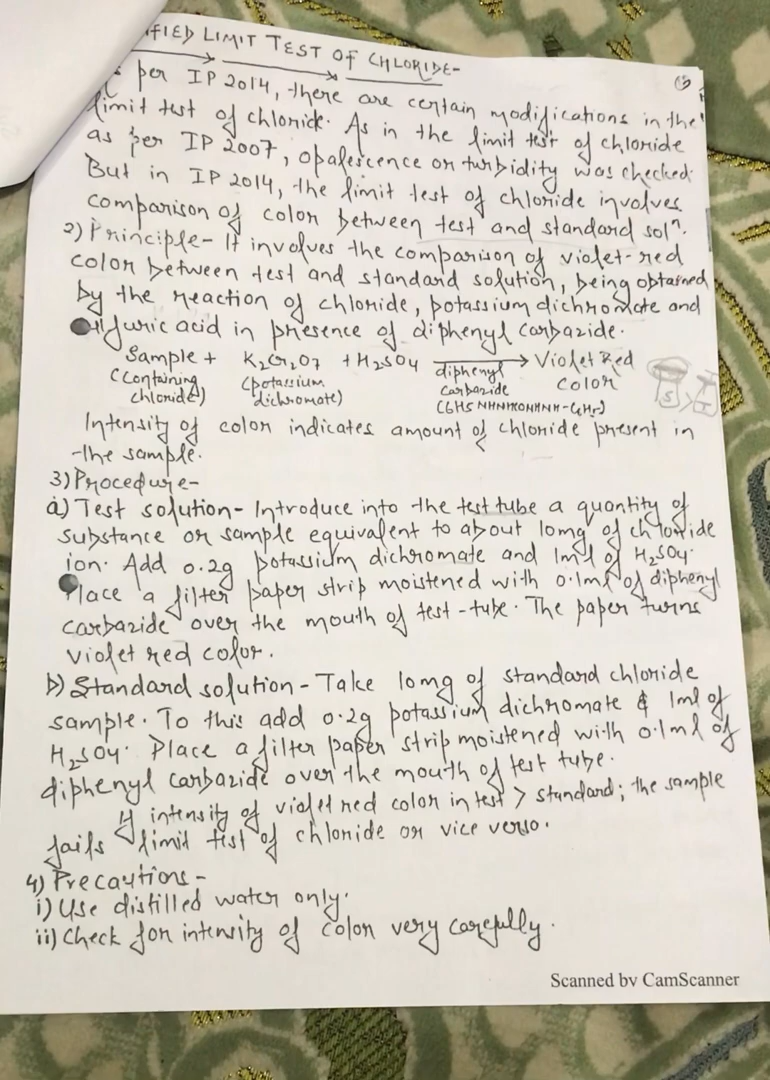 IFIED LIMIT TEST OF CHLORIDE-
per IP 2014, there are certain modifications in the
limit test of chloride. As in the limit test of chloride
as per IP 2007, opalescence or turbidity was checked.
But in IP 2014, the limit test of chloride involves
comparison of color between test and standard solⁿ.
2) Principle- It involves the comparison of violet-red
color between test and standard solution, being obtained
by the reaction of chloride, potassium dichromate and
sulfuric acid in presence of diphenyl carbazide.
Sample + K₂Cr₂O7 + H₂SO4 → Violet Red
(Containing (potassium diphenyl color
chloride) dichromate) carbazide
(C6H5 NHNHCONHNH-C6H5)
Intensity of color indicates amount of chloride present in
the sample.
3) Procedure-
a) Test solution- Introduce into the test tube a quantity of
substance or sample equivalent to about 10mg of chloride
ion. Add 0.2g potassium dichromate and 1ml of H₂SO4.
Place a filter paper strip moistened with 0.1ml of diphenyl
carbazide over the mouth of test-tube. The paper turns
violet red color.
b) Standard solution- Take 10mg of standard chloride
sample. To this add 0.2g potassium dichromate & 1ml of
H₂SO4. Place a filter paper strip moistened with 0.1ml of
diphenyl carbazide over the mouth of test tube.
If intensity of violet red color in test > standard; the sample
fails limit test of chloride or vice verso.
4) Precautions-
i) Use distilled water only.
ii) Check for intensity of color very carefully.
Scanned by CamScanner